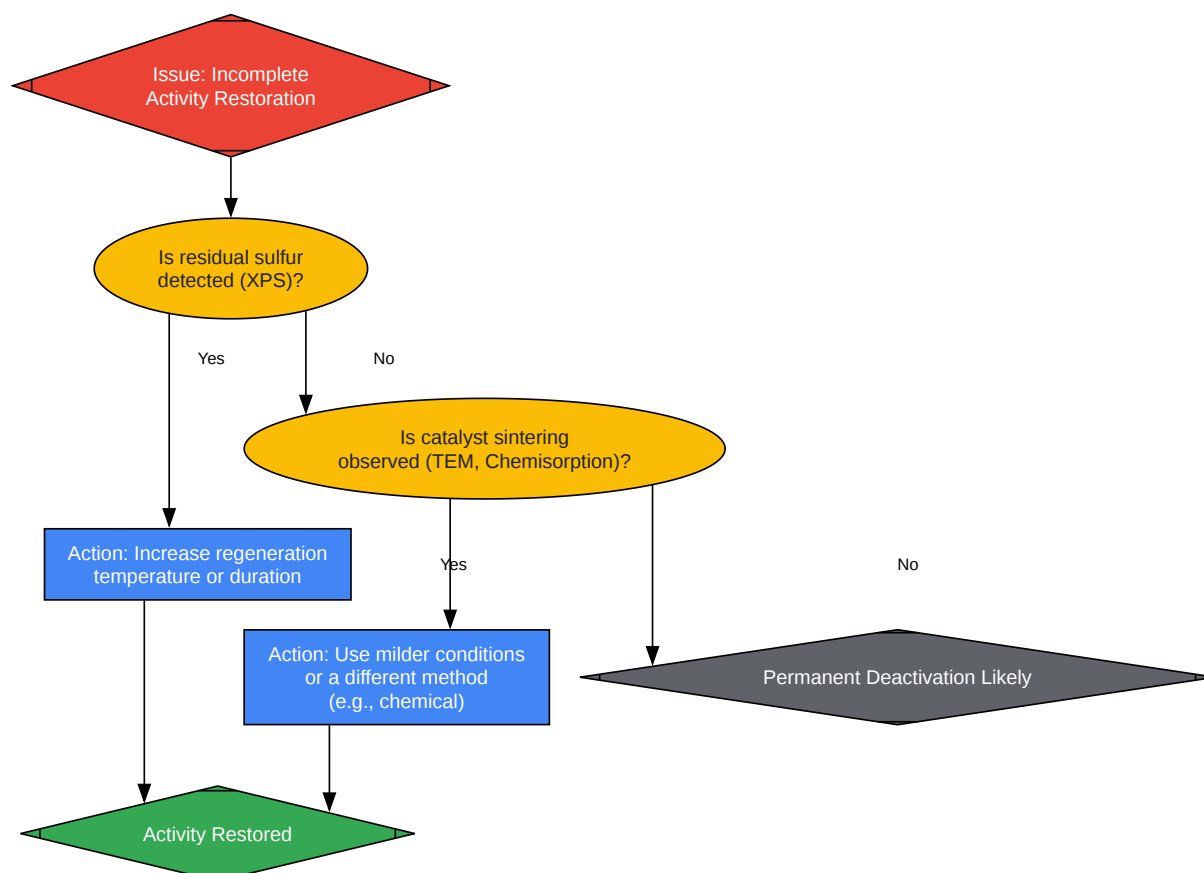 Issue: Incomplete
Activity Restoration
Is residual sulfur
detected (XPS)?
Yes
No
Is catalyst sintering
observed (TEM, Chemisorption)?
Action: Increase regeneration
temperature or duration
Yes
No
Action: Use milder conditions
or a different method
(e.g., chemical)
Permanent Deactivation Likely
Activity Restored